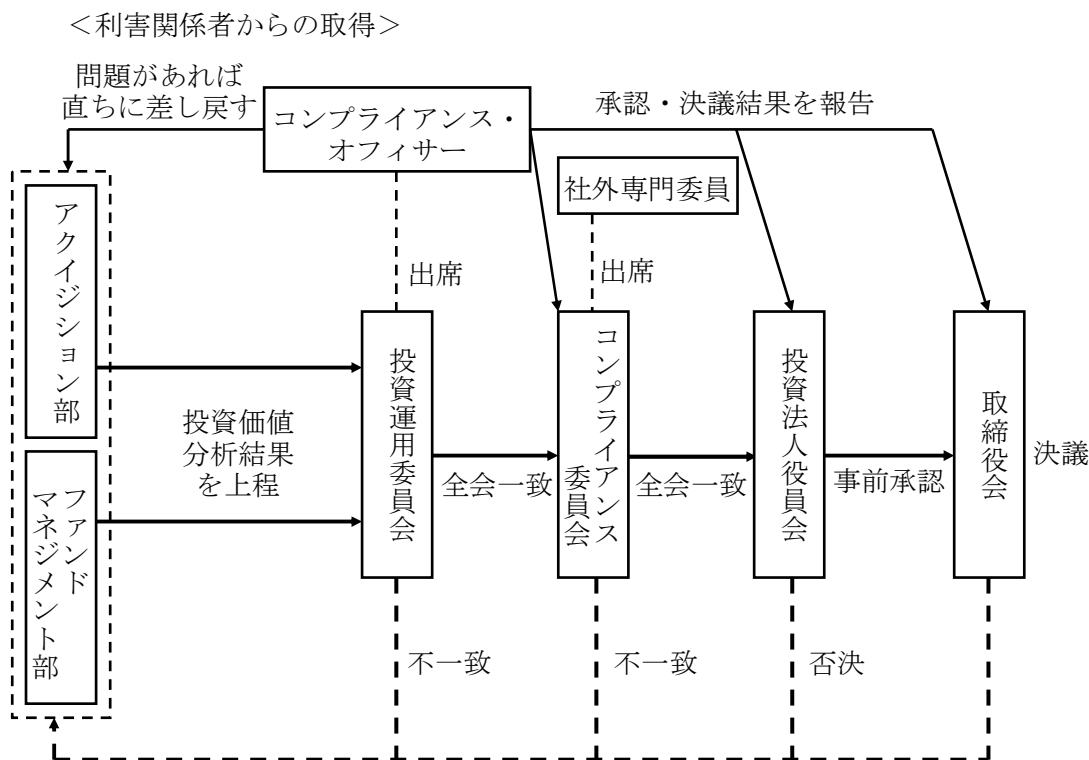 ＜利害関係者からの取得＞
問題があれば
直ちに差し戻す
コンプライアンス・
オフィサー
承認・決議結果を報告
社外専門委員
出席
出席
アクイジション部
ファンド
マネジメント部
投資価値
分析結果
を上程
投資運用委員会
全会一致
コンプライアンス
委員会
全会一致
投資法人役員会
事前承認
取締役会
決議
不一致
不一致
否決